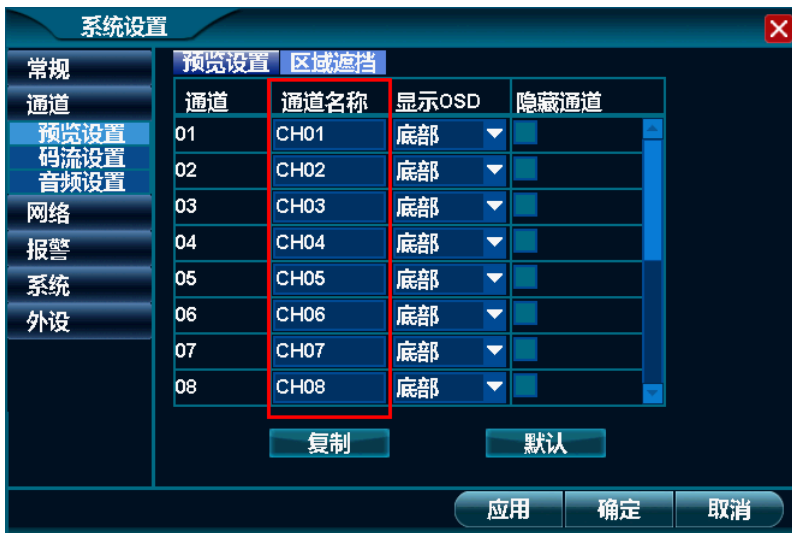 系统设置
常规
通道
预览设置
码流设置
音频设置
网络
报警
系统
外设
预览设置 区域遮挡
通道 通道名称 显示OSD 隐藏通道
01 CH01 底部
02 CH02 底部
03 CH03 底部
04 CH04 底部
05 CH05 底部
06 CH06 底部
07 CH07 底部
08 CH08 底部
复制 默认
应用 确定 取消